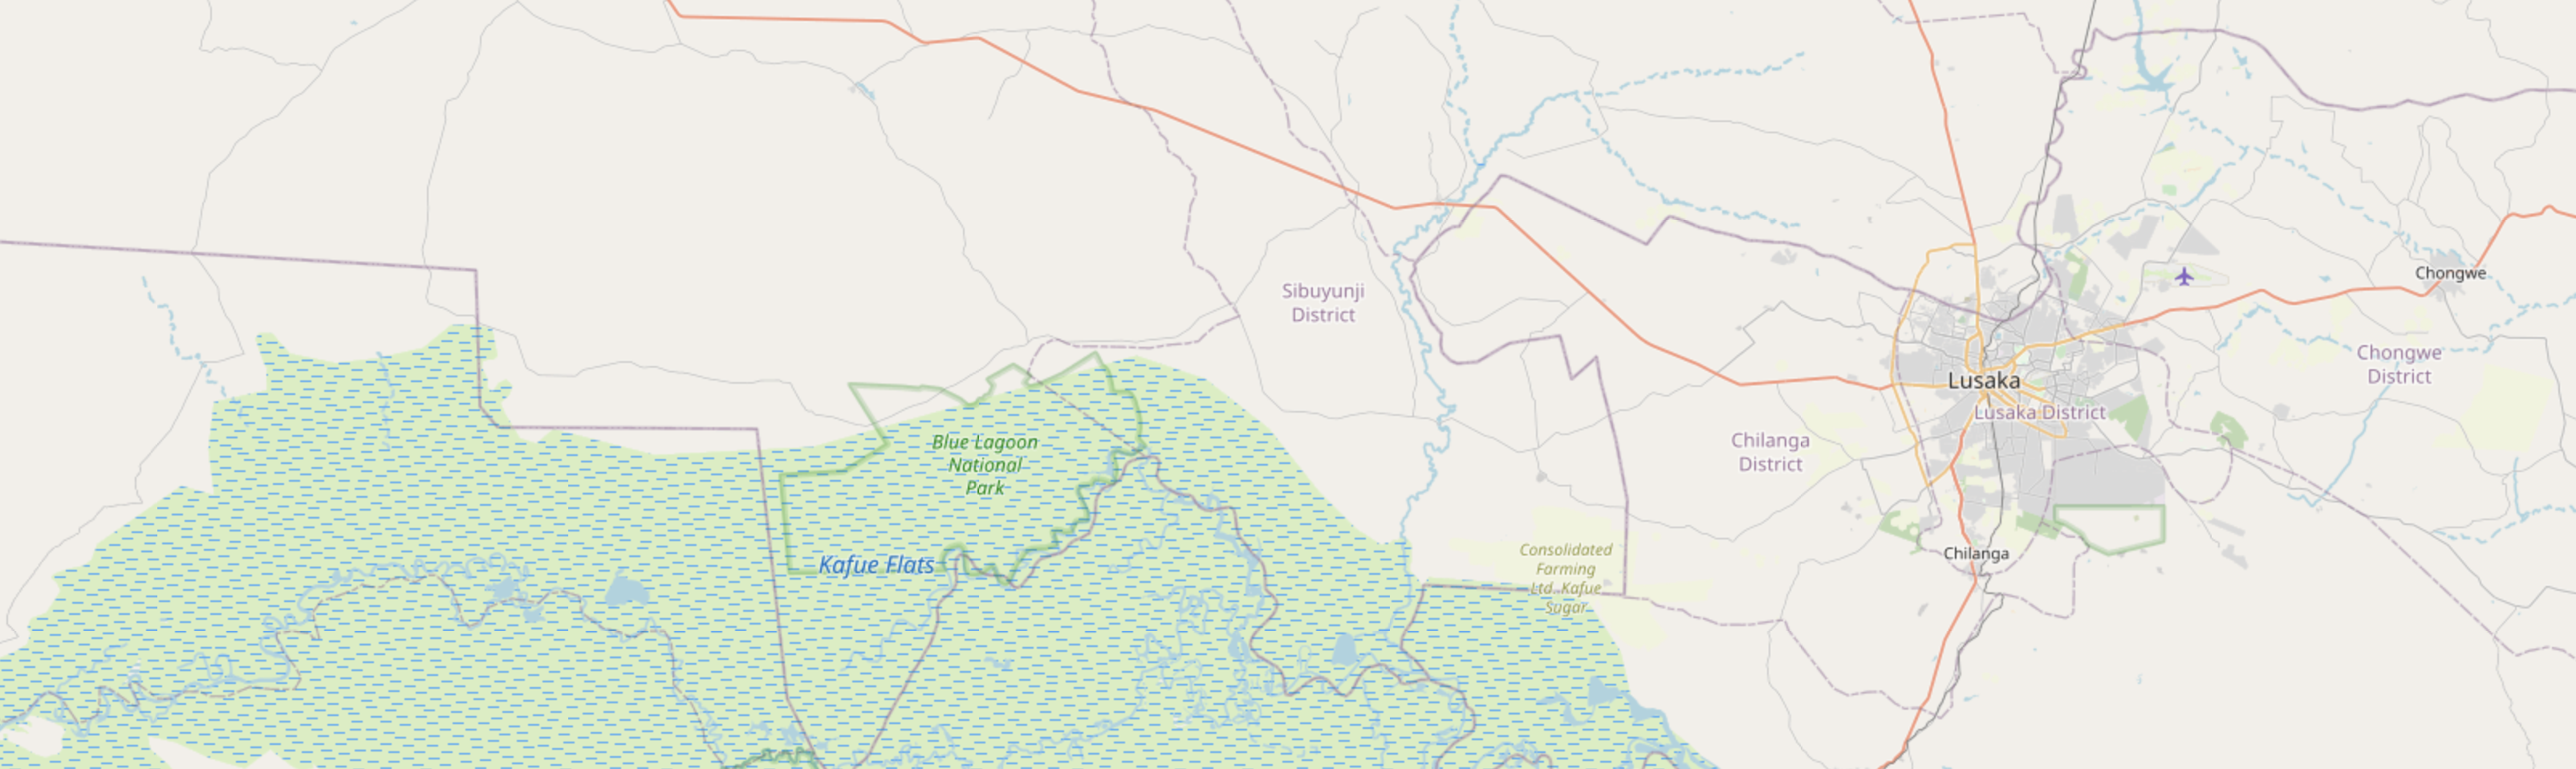 Sibuyunji
District
Chongwe
Chongwe
District
Lusaka
Lusaka District
Chilanga
District
Blue Lagoon
National
Park
Kafue Flats
Consolidated
Farming
Ltd. Kafue
Sugar
Chilanga